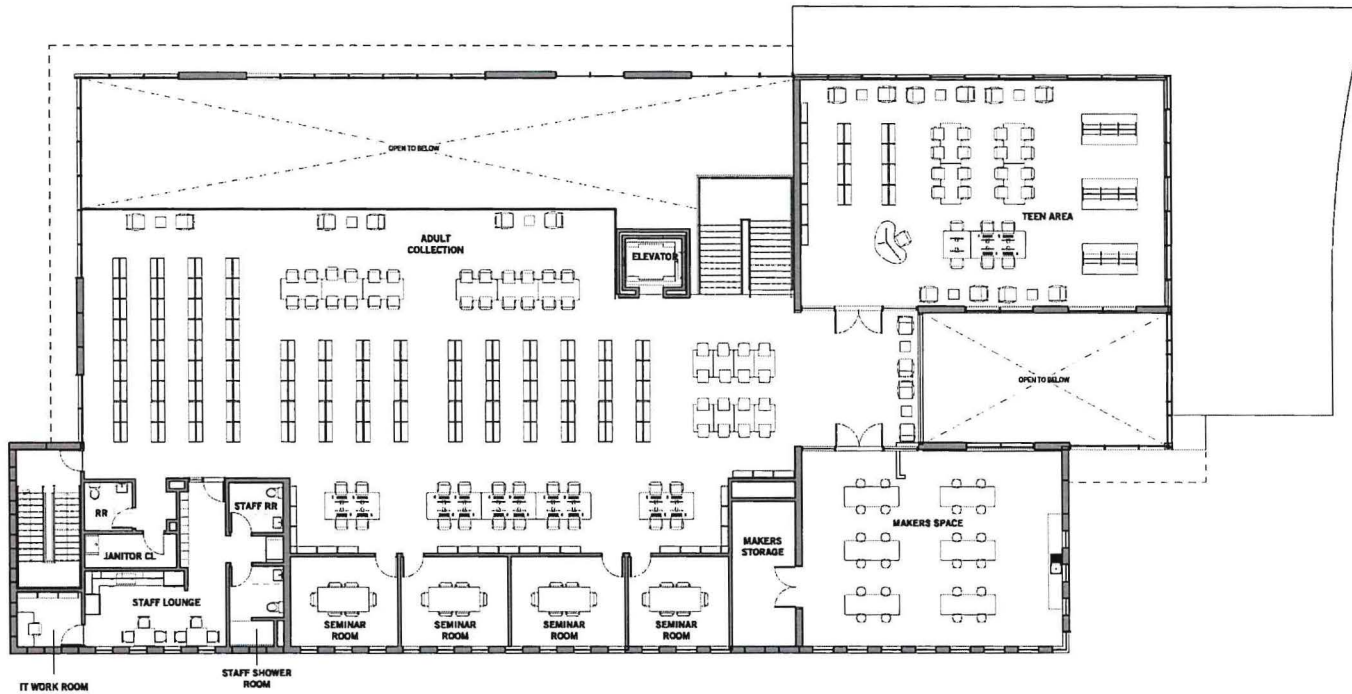 OPEN TO BELOW
TEEN AREA
ADULT
COLLECTION
ELEVATOR
OPEN TO BELOW
RR
STAFF RR
JANITOR CL.
MAKERS
STORAGE
MAKERS SPACE
STAFF LOUNGE
SEMINAR
ROOM
SEMINAR
ROOM
SEMINAR
ROOM
SEMINAR
ROOM
STAFF SHOWER
ROOM
IT WORK ROOM